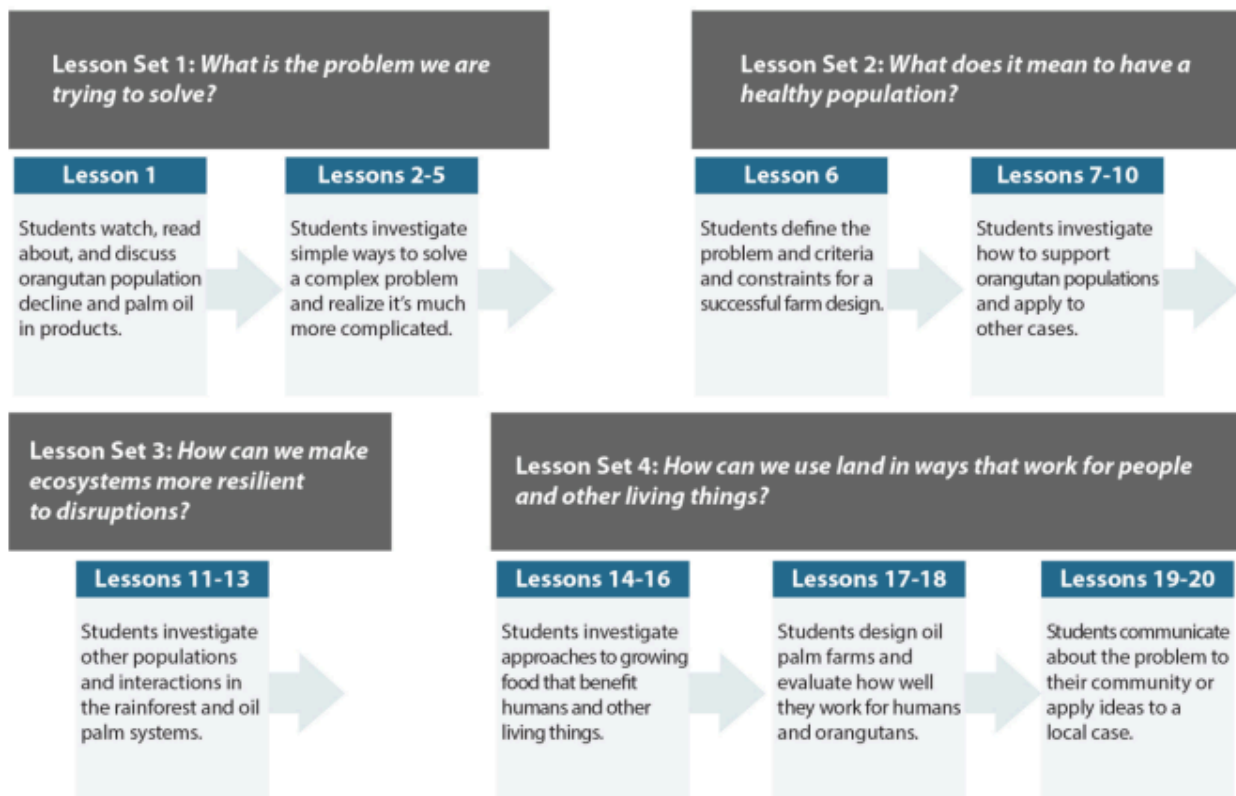 Lesson Set 1: What is the problem we are
trying to solve?
Lesson 1
Students watch, read
about, and discuss
orangutan population
decline and palm oil
in products.
Lessons 2-5
Students investigate
simple ways to solve
a complex problem
and realize it's much
more complicated.
Lesson Set 2: What does it mean to have a
healthy population?
Lesson 6
Students define the
problem and criteria
and constraints for a
successful farm design.
Lessons 7-10
Students investigate
how to support
orangutan populations
and apply to
other cases.
Lesson Set 3: How can we make
ecosystems more resilient
to disruptions?
Lessons 11-13
Students investigate
other populations
and interactions in
the rainforest and oil
palm systems.
Lesson Set 4: How can we use land in ways that work for people
and other living things?
Lessons 14-16
Students investigate
approaches to growing
food that benefit
humans and other
living things.
Lessons 17-18
Students design oil
palm farms and
evaluate how well
they work for humans
and orangutans.
Lessons 19-20
Students communicate
about the problem to
their community or
apply ideas to a
local case.